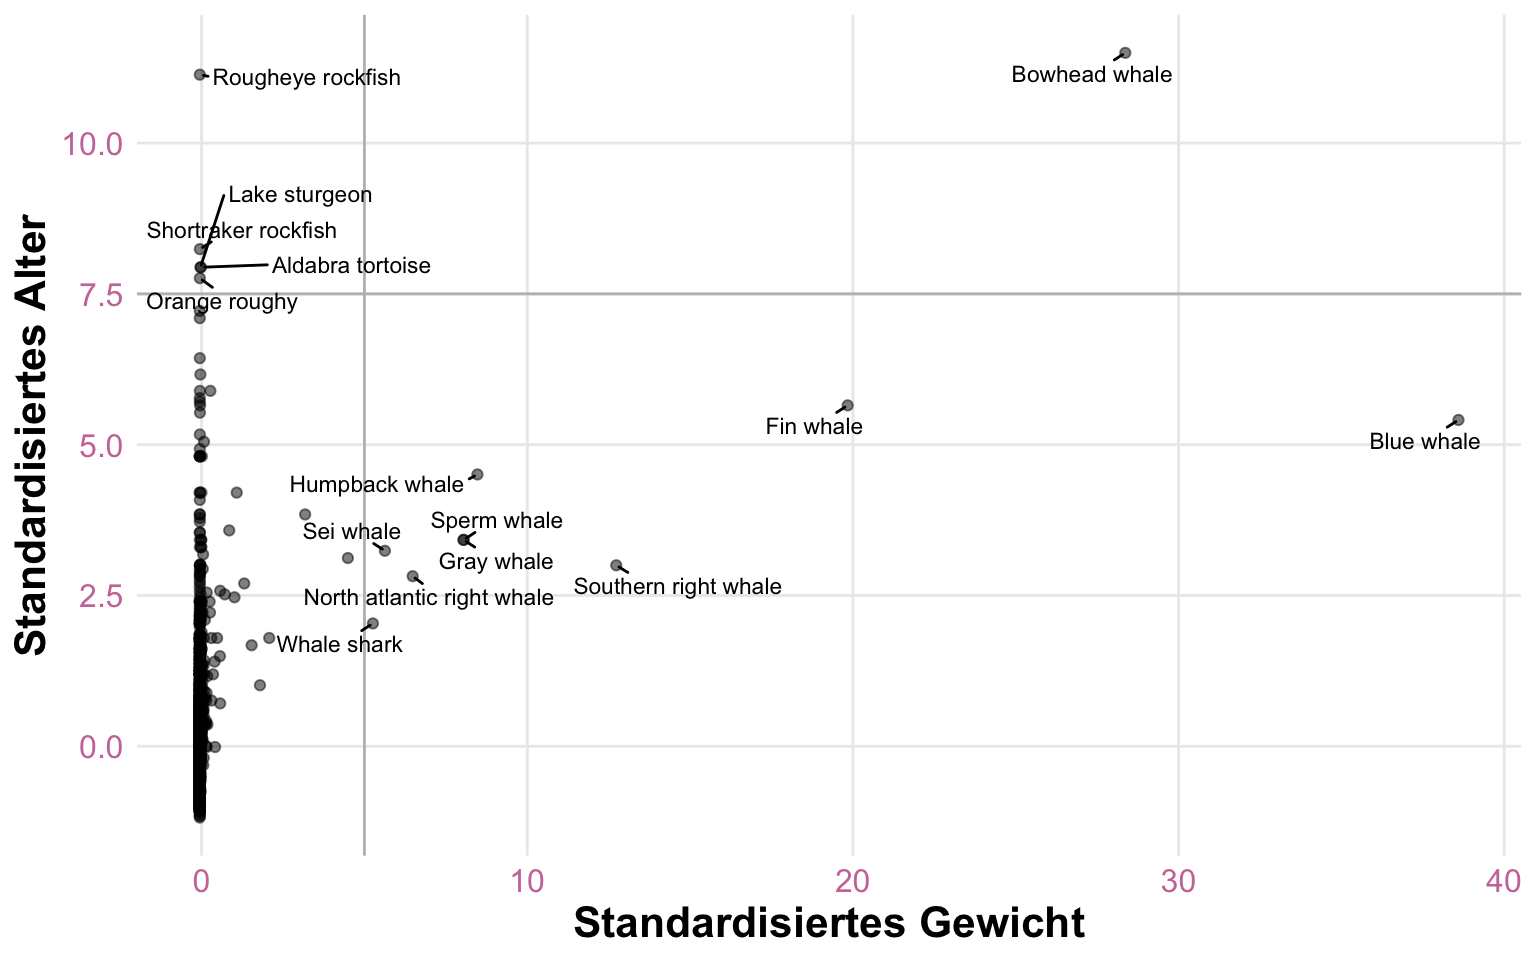 Rougheye rockfish
Bowhead whale
10.0
Lake sturgeon
Shortraker rockfish
Aldabra tortoise
Orange roughy
7.5
Fin whale
Blue whale
5.0
Humpback whale
Sperm whale
Sei whale
Gray whale
Southern right whale
North atlantic right whale
2.5
Whale shark
0.0
0
10
20
30
40
Standardisiertes Gewicht
Standardisiertes Alter